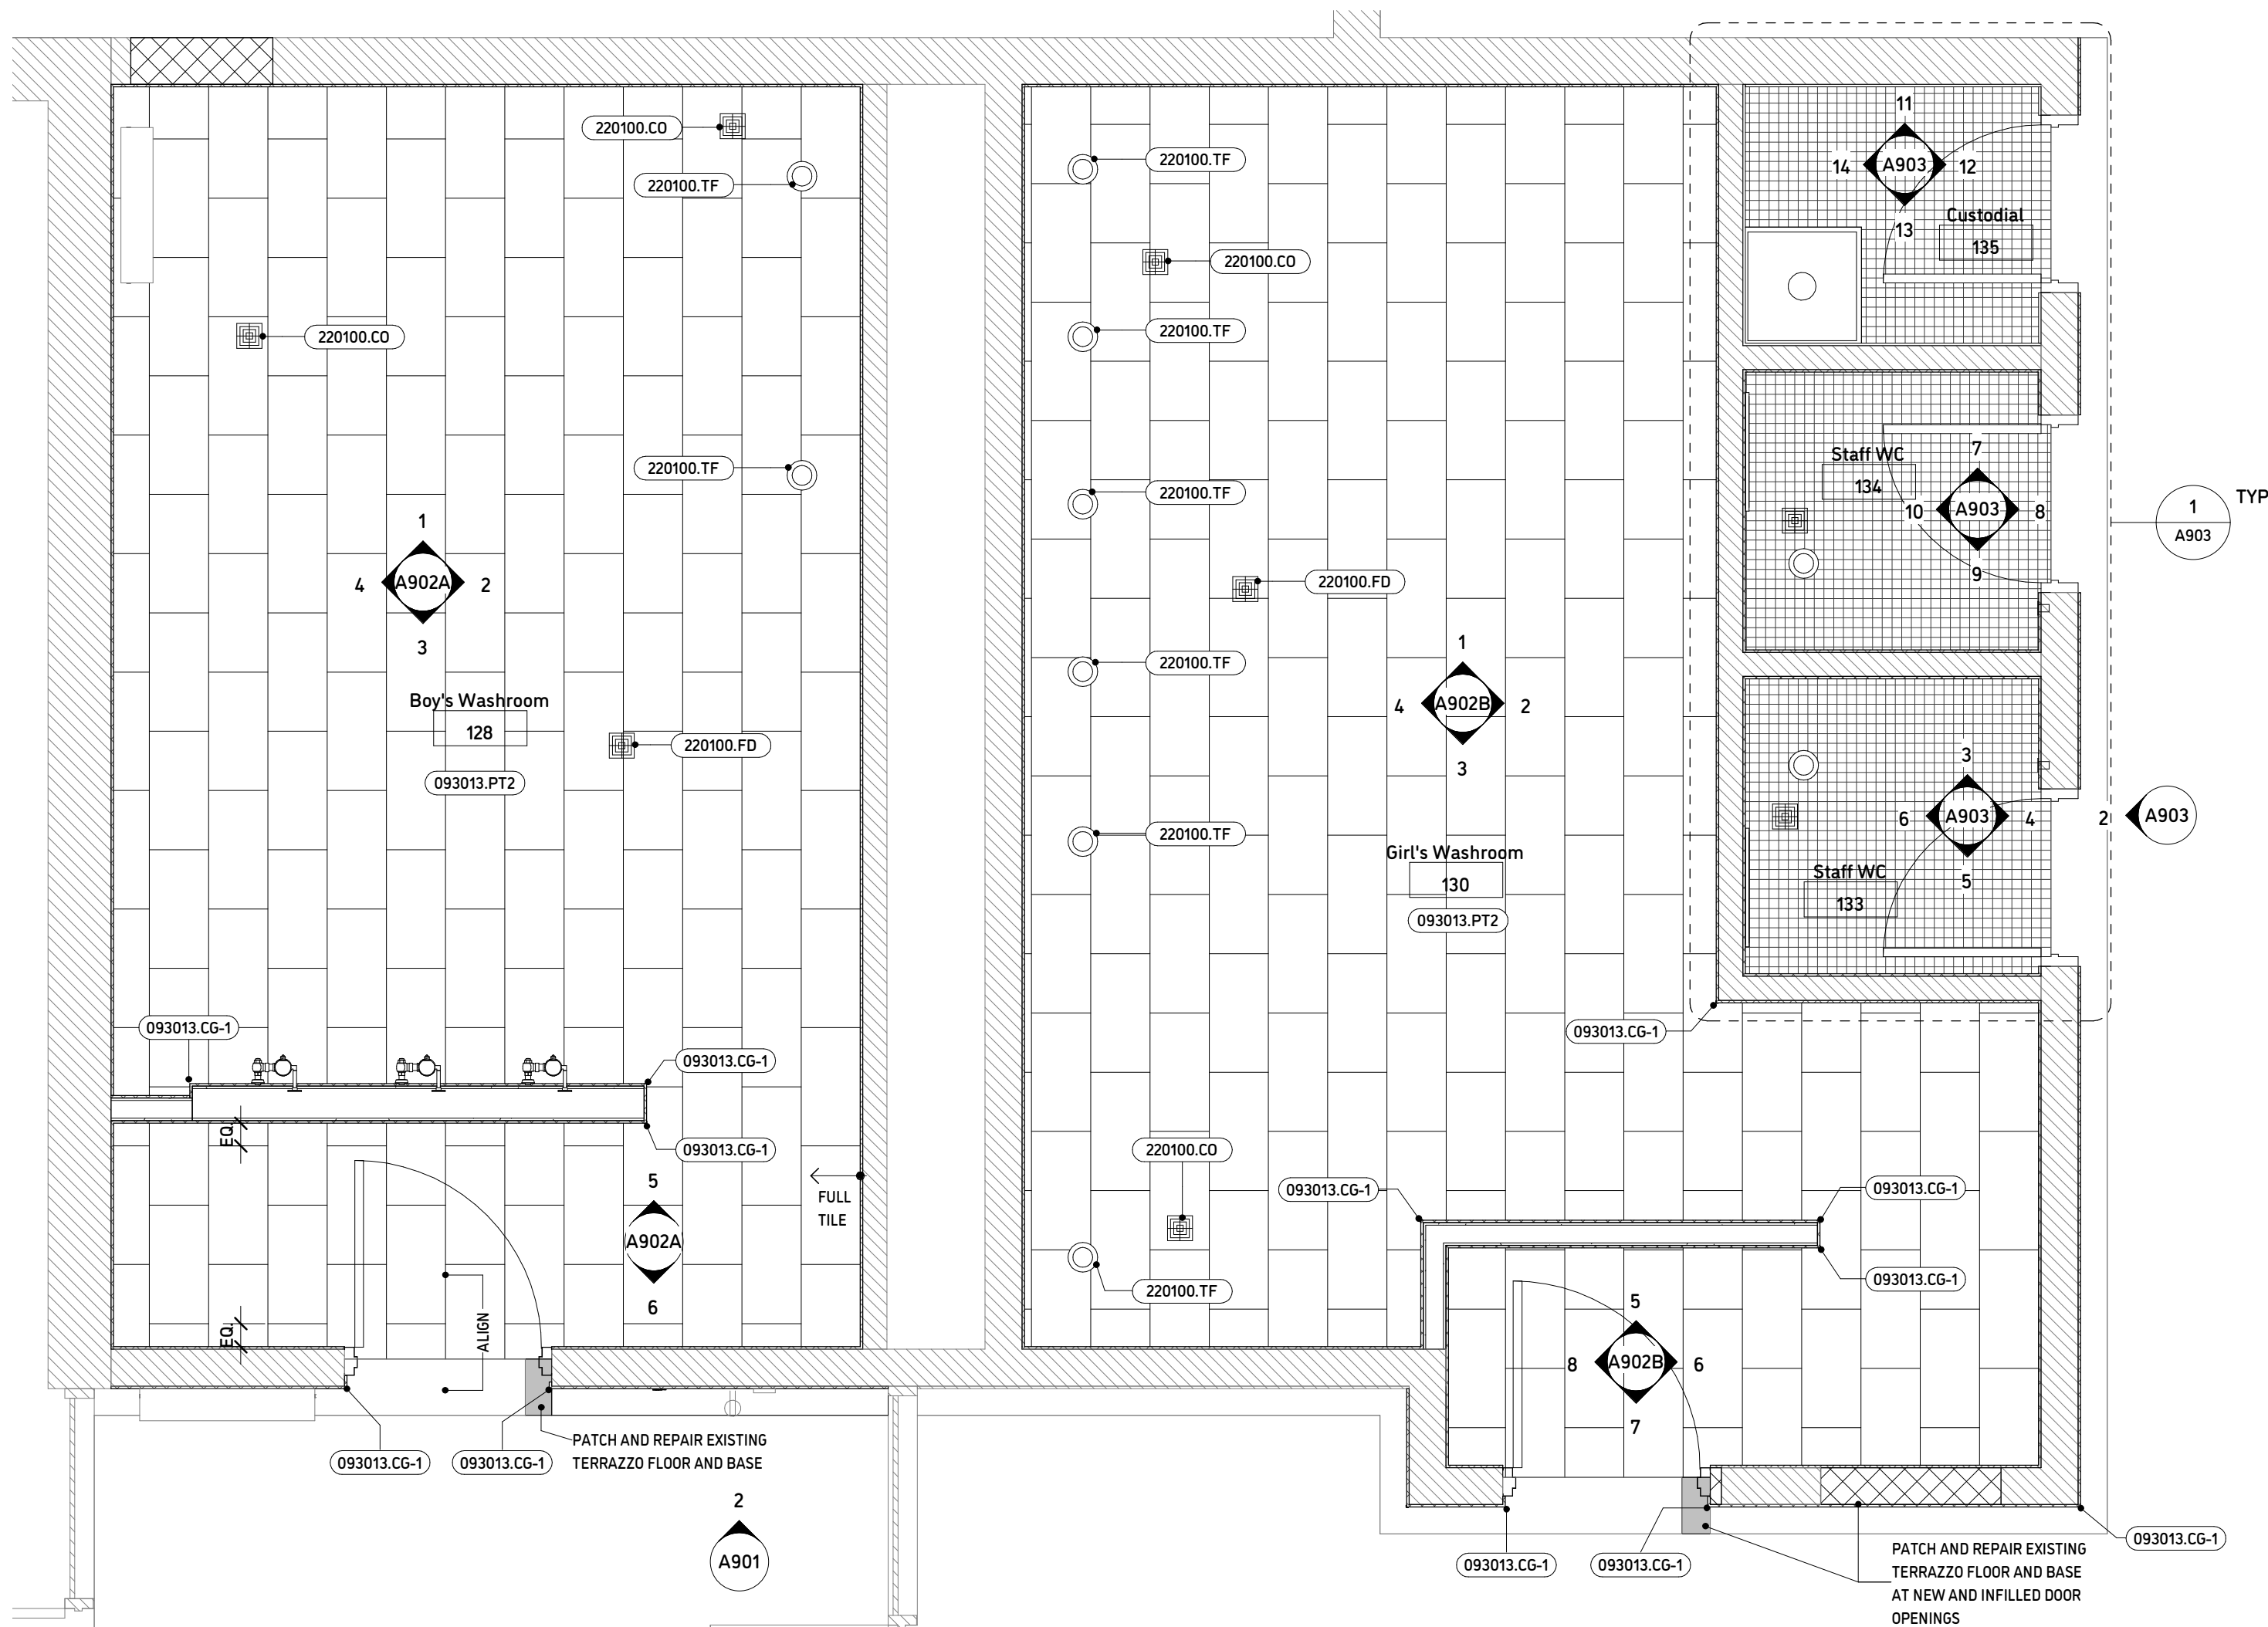 220100.CO
220100.TF
220100.CO
220100.TF
1
4
A902A
2
3
Boy's Washroom
128
093013.PT2
220100.FD
093013.CG-1
093013.CG-1
093013.CG-1
EQ.
EQ.
5
A902A
6
FULL
TILE
ALIGN
093013.CG-1
093013.CG-1
PATCH AND REPAIR EXISTING
TERRAZZO FLOOR AND BASE
2
A901
220100.TF
220100.CO
220100.TF
220100.TF
220100.FD
220100.TF
1
4
A902B
2
3
220100.TF
Girl's Washroom
130
093013.PT2
093013.CG-1
220100.CO
093013.CG-1
093013.CG-1
093013.CG-1
220100.TF
5
8
A902B
6
7
093013.CG-1
093013.CG-1
093013.CG-1
PATCH AND REPAIR EXISTING
TERRAZZO FLOOR AND BASE
AT NEW AND INFILLED DOOR
OPENINGS
11
14
A903
12
13
Custodial
135
Staff WC
134
7
10
A903
8
9
1
A903
TYP
3
6
A903
4
5
Staff WC
133
2
A903